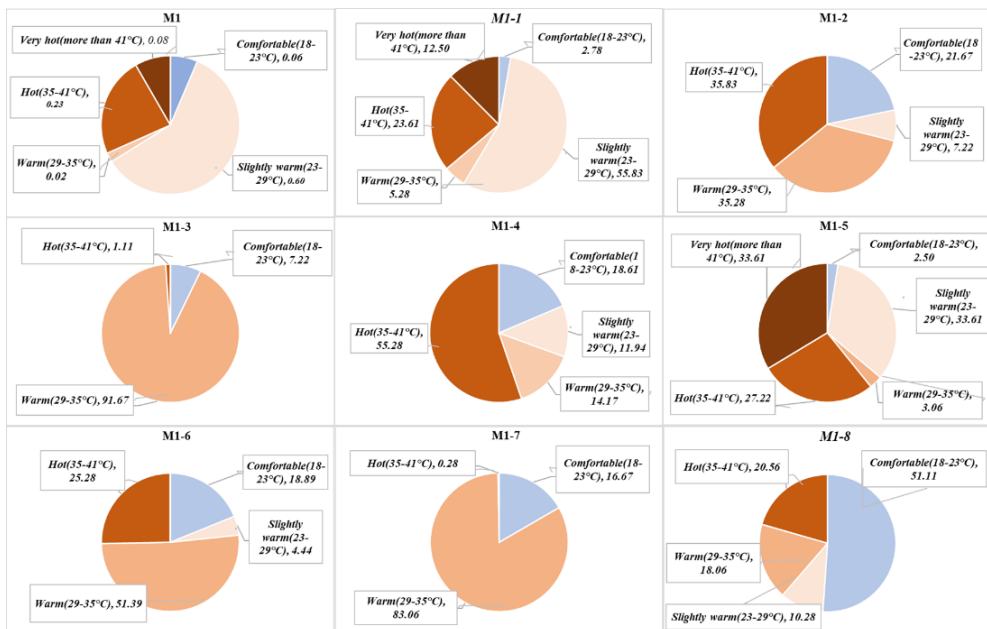 M1
Very hot(more than 41°C), 0.08
Comfortable(18-
23°C), 0.06
Hot(35-41°C),
0.23
Warm(29-35°C),
0.02
Slightly warm(23-
29°C), 0.60
M1-1
Very hot(more than
41°C), 12.50
Comfortable(18-23°C),
2.78
Hot(35-
41°C), 23.61
Warm(29-35°C),
5.28
Slightly
warm(23-
29°C), 55.83
M1-2
Comfortable(18
-23°C), 21.67
Hot(35-41°C),
35.83
Slightly
warm(23-
29°C), 7.22
Warm(29-35°C),
35.28
M1-3
Hot(35-41°C), 1.11
Comfortable(18-
23°C), 7.22
Warm(29-35°C), 91.67
M1-4
Comfortable(1
8-23°C), 18.61
Hot(35-41°C),
55.28
Slightly
warm(23-
29°C), 11.94
Warm(29-35°C),
14.17
M1-5
Very hot(more than
41°C), 33.61
Comfortable(18-23°C),
2.50
Slightly
warm(23-
29°C), 33.61
Hot(35-41°C), 27.22
Warm(29-35°C),
3.06
M1-6
Hot(35-41°C),
25.28
Comfortable(18-
23°C), 18.89
Slightly
warm(23-
29°C), 4.44
Warm(29-35°C), 51.39
M1-7
Hot(35-41°C), 0.28
Comfortable(18-
23°C), 16.67
Warm(29-35°C),
83.06
M1-8
Hot(35-41°C), 20.56
Comfortable(18-23°C),
51.11
Warm(29-35°C),
18.06
Slightly warm(23-29°C), 10.28